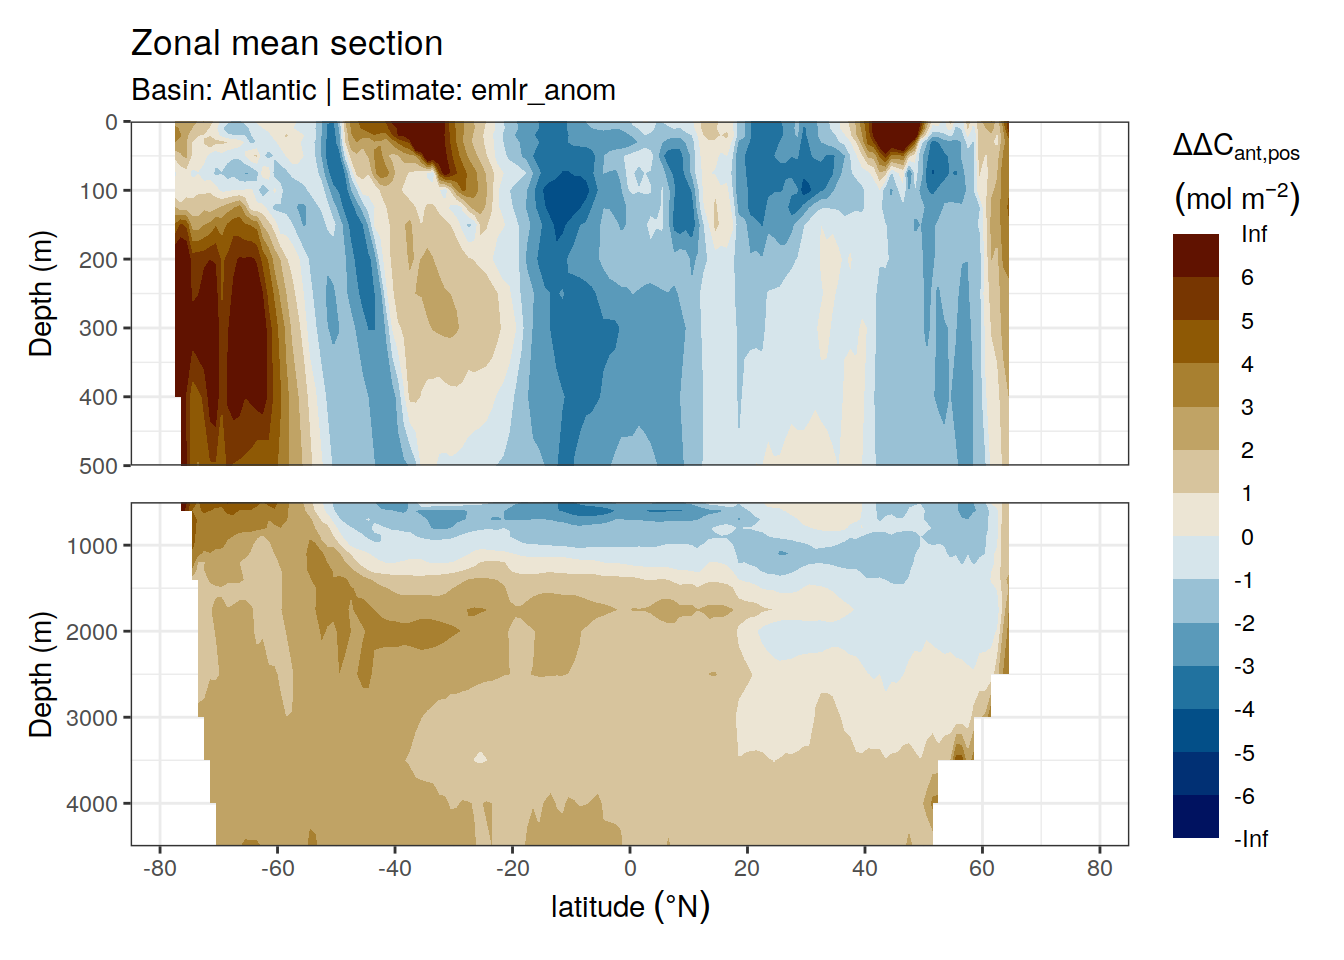 Zonal mean section
Basin: Atlantic | Estimate: emlr_anom
0
100
200
300
400
500
Depth (m)
1000
2000
3000
4000
Depth (m)
-80 -60 -40 -20 0 20 40 60 80
latitude (°N)
ΔΔCant,pos
(mol m−2)
Inf
6
5
4
3
2
1
0
-1
-2
-3
-4
-5
-6
-Inf